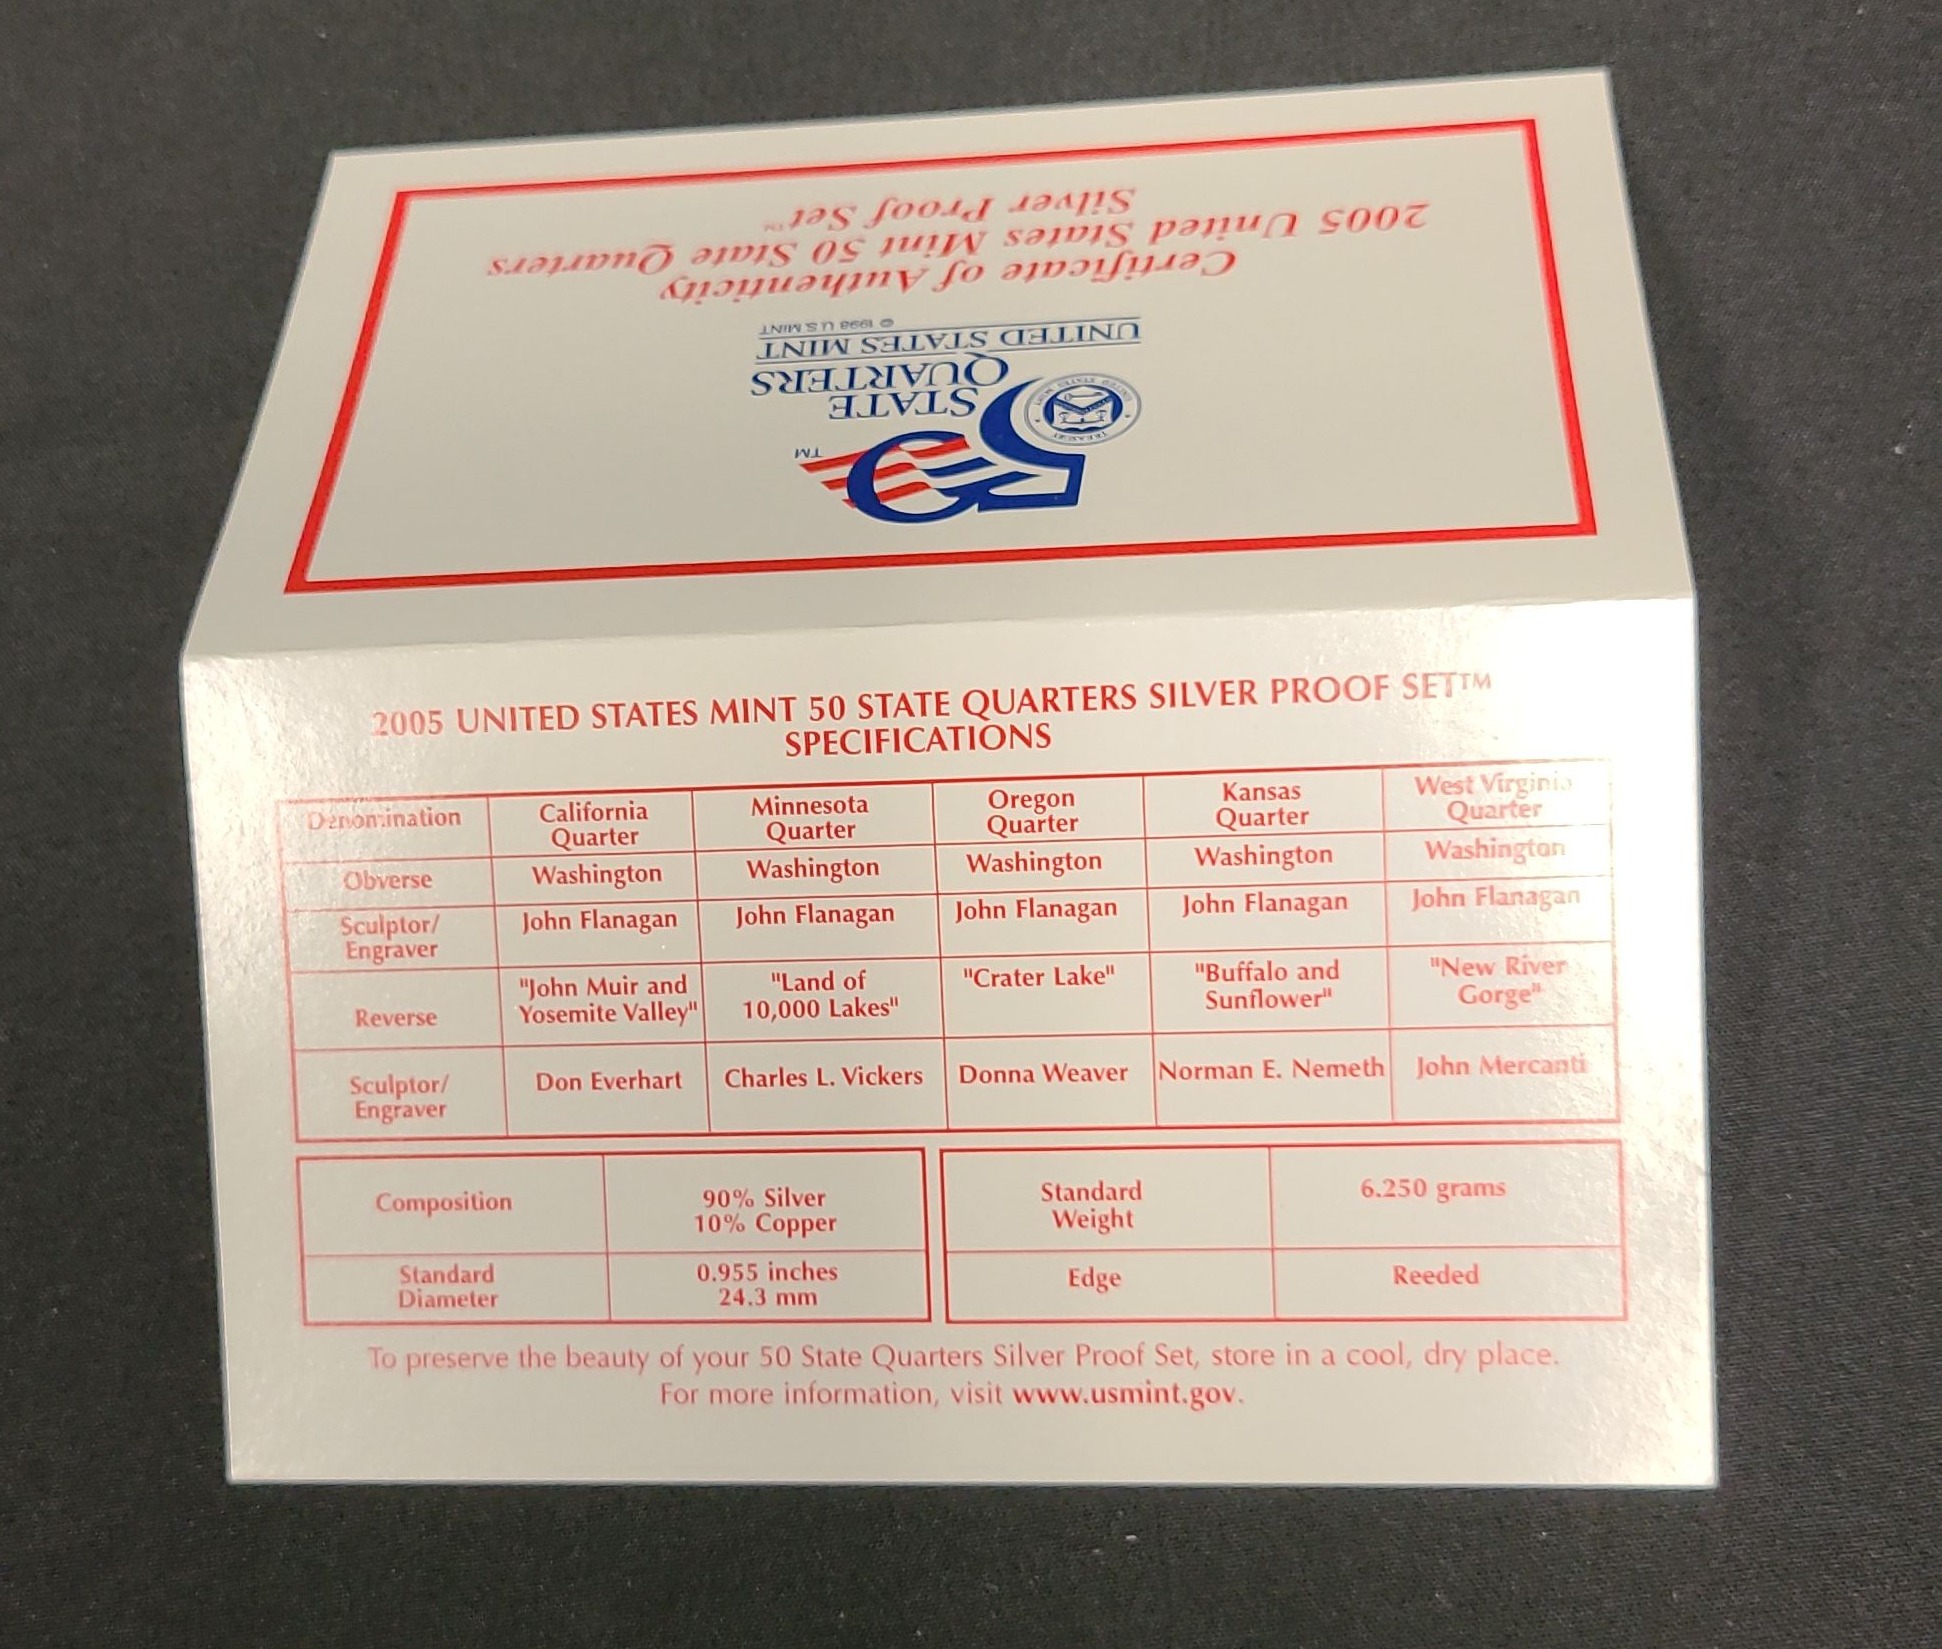 Certificate of Authenticity
2005 United States Mint 50 State Quarters
Silver Proof Set™
50 TM
STATE
QUARTERS
UNITED STATES MINT
© 1998 U.S. MINT
2005 UNITED STATES MINT 50 STATE QUARTERS SILVER PROOF SET™
SPECIFICATIONS
Denomination California Quarter Minnesota Quarter Oregon Quarter Kansas Quarter West Virginia Quarter
Obverse Washington Washington Washington Washington Washington
Sculptor/ Engraver John Flanagan John Flanagan John Flanagan John Flanagan John Flanagan
Reverse "John Muir and Yosemite Valley" "Land of 10,000 Lakes" "Crater Lake" "Buffalo and Sunflower" "New River Gorge"
Sculptor/ Engraver Don Everhart Charles L. Vickers Donna Weaver Norman E. Nemeth John Mercanti
Composition 90% Silver 10% Copper Standard Weight 6.250 grams
Standard Diameter 0.955 inches 24.3 mm Edge Reeded
To preserve the beauty of your 50 State Quarters Silver Proof Set, store in a cool, dry place.
For more information, visit www.usmint.gov.